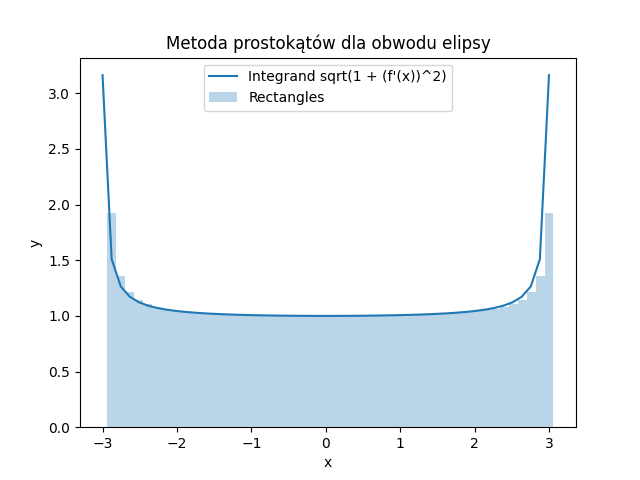 Metoda prostokątów dla obwodu elipsy
Integrand sqrt(1 + (f'(x))^2)
Rectangles
3.0
2.5
2.0
1.5
1.0
0.5
0.0
y
−3
−2
−1
0
1
2
3
x